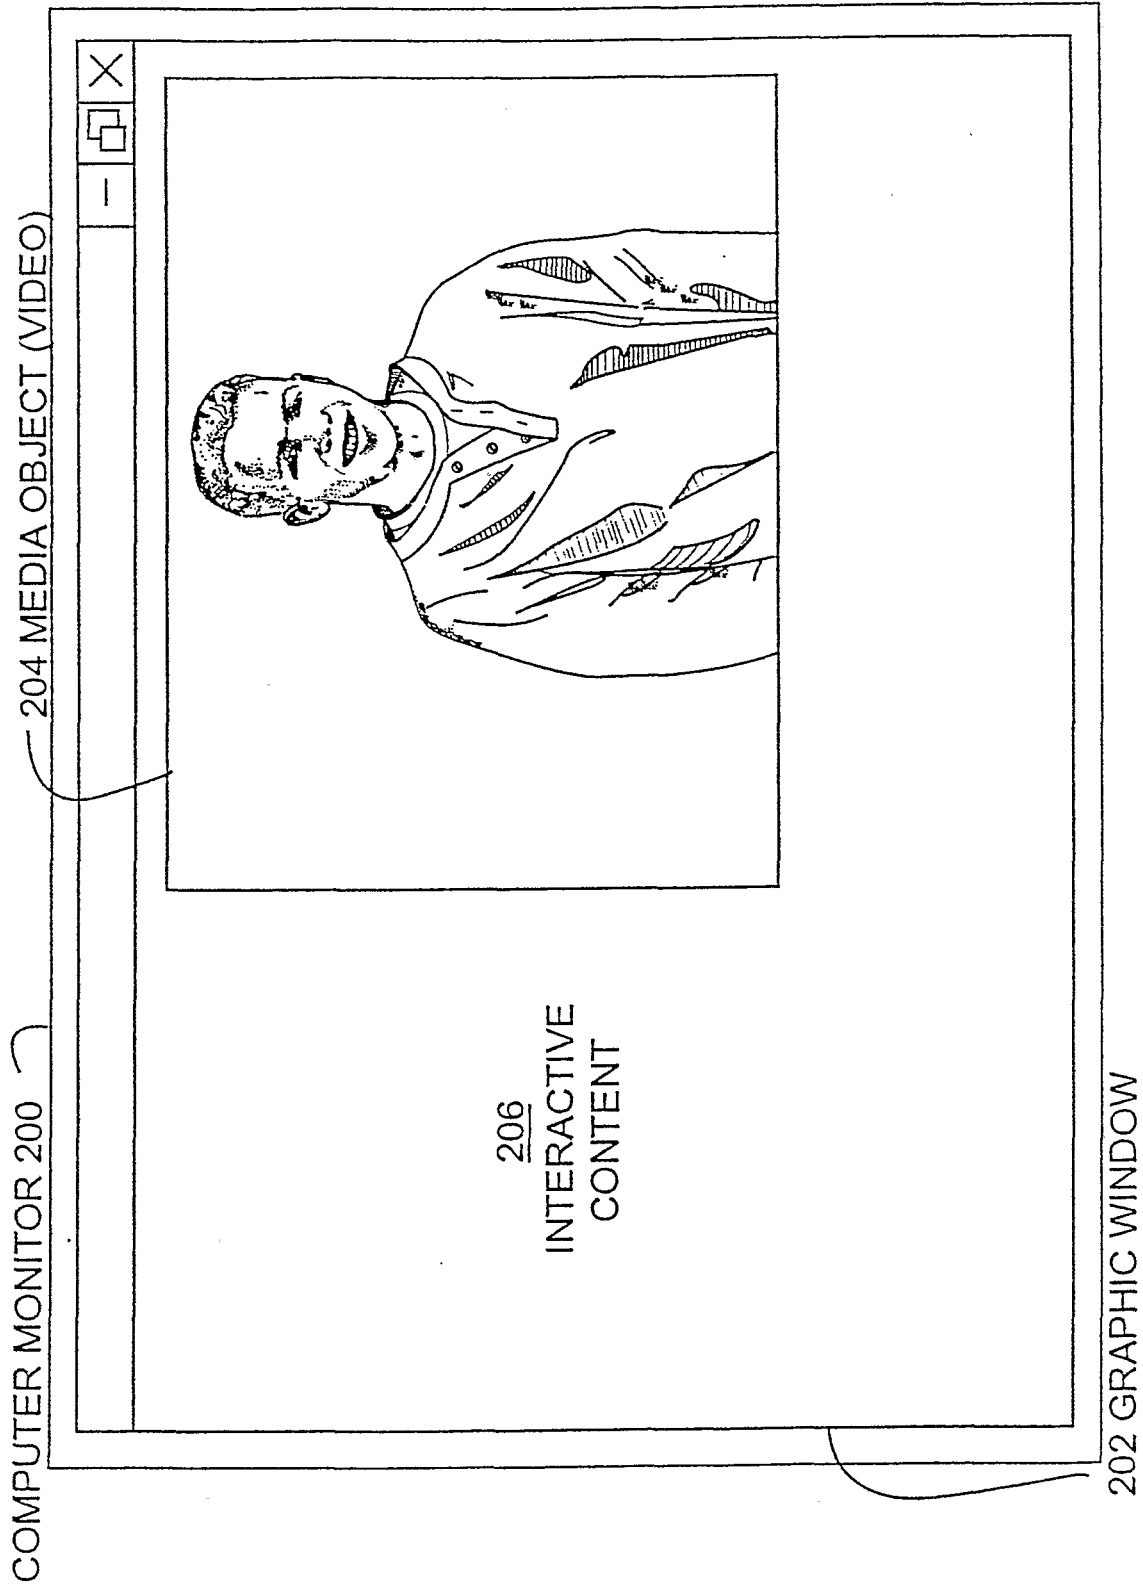 COMPUTER MONITOR 200
204 MEDIA OBJECT (VIDEO)
206
INTERACTIVE
CONTENT
202 GRAPHIC WINDOW